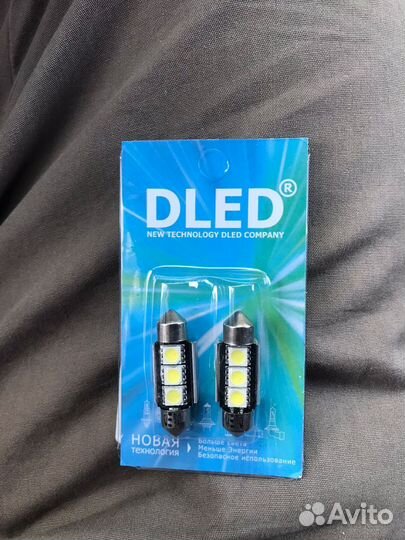 DLED®
NEW TECHNOLOGY DLED COMPANY
НОВАЯ
технология
Больше света
Меньше Энергии
Безопасное использование
Avito